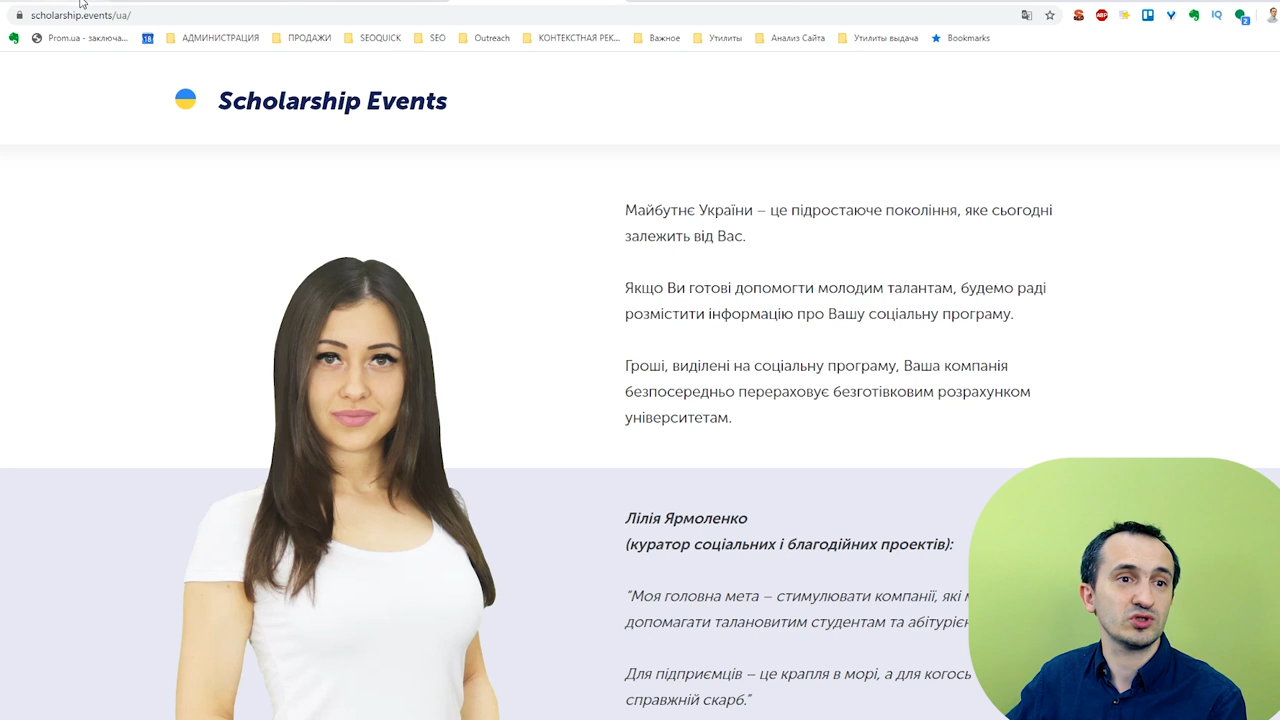 scholarship.events/ua/
Prom.ua - заключа... АДМИНИСТРАЦИЯ ПРОДАЖИ SEOQUICK SEO Outreach КОНТЕКСТНАЯ РЕК... Важное Утилиты Анализ Сайта Утилиты выдача Bookmarks
Scholarship Events
Майбутнє України – це підростаюче покоління, яке сьогодні
залежить від Вас.
Якщо Ви готові допомогти молодим талантам, будемо раді
розмістити інформацію про Вашу соціальну програму.
Гроші, виділені на соціальну програму, Ваша компанія
безпосередньо перераховує безготівковим розрахунком
університетам.
Лілія Ярмоленко
(куратор соціальних і благодійних проектів):
“Моя головна мета – стимулювати компанії, які
допомагати талановитим студентам та
Для підприємців – це крапля в морі, а для когось
справжній скарб.”